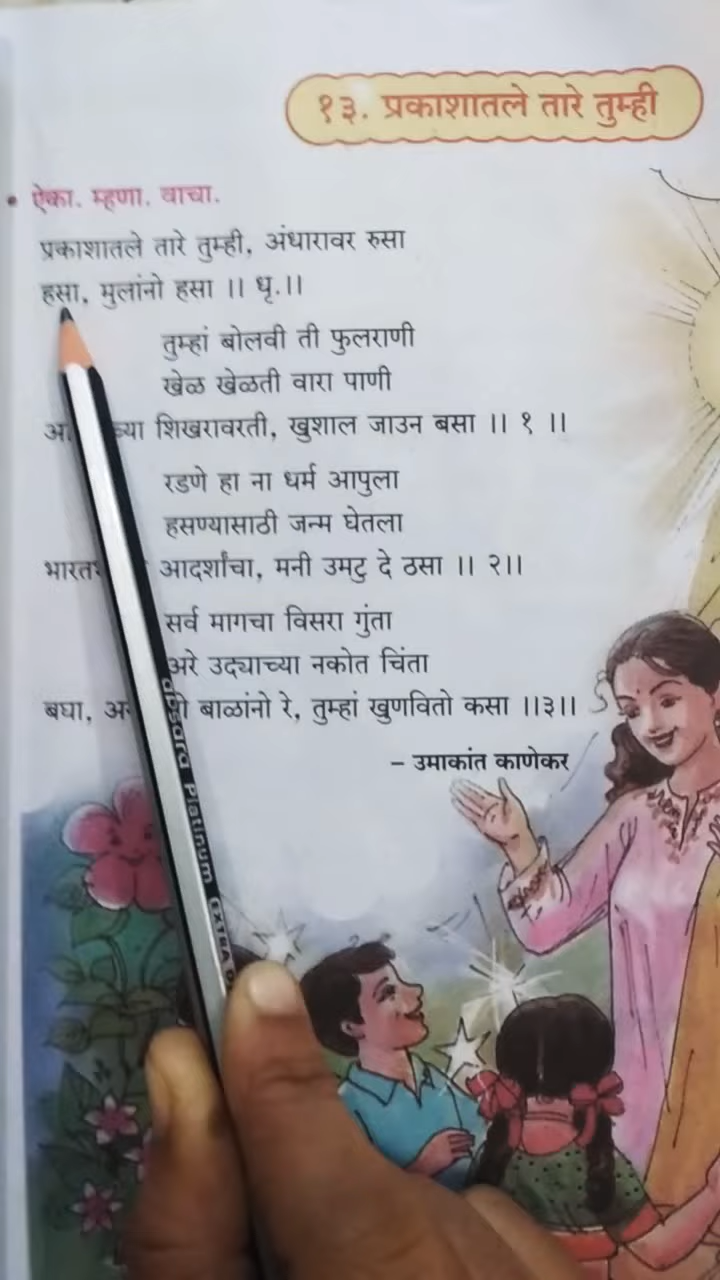 १३. प्रकाशातले तारे तुम्ही
• ऐका. म्हणा. वाचा.
प्रकाशातले तारे तुम्ही, अंधारावर रुसा
हसा, मुलांनो हसा ॥ धृ.॥
तुम्हां बोलवी ती फुलराणी
खेळ खेळती वारा पाणी
शिखरावरती, खुशाल जाउन बसा ॥ १ ॥
रडणे हा ना धर्म आपुला
हसण्यासाठी जन्म घेतला
आदर्शांचा, मनी उमटु दे ठसा ॥ २॥
सर्व मागचा विसरा गुंता
अरे उद्याच्या नकोत चिंता
बघा, बाळांनो रे, तुम्हां खुणवितो कसा ॥३॥
– उमाकांत काणेकर
apsara Platinum EXTRA